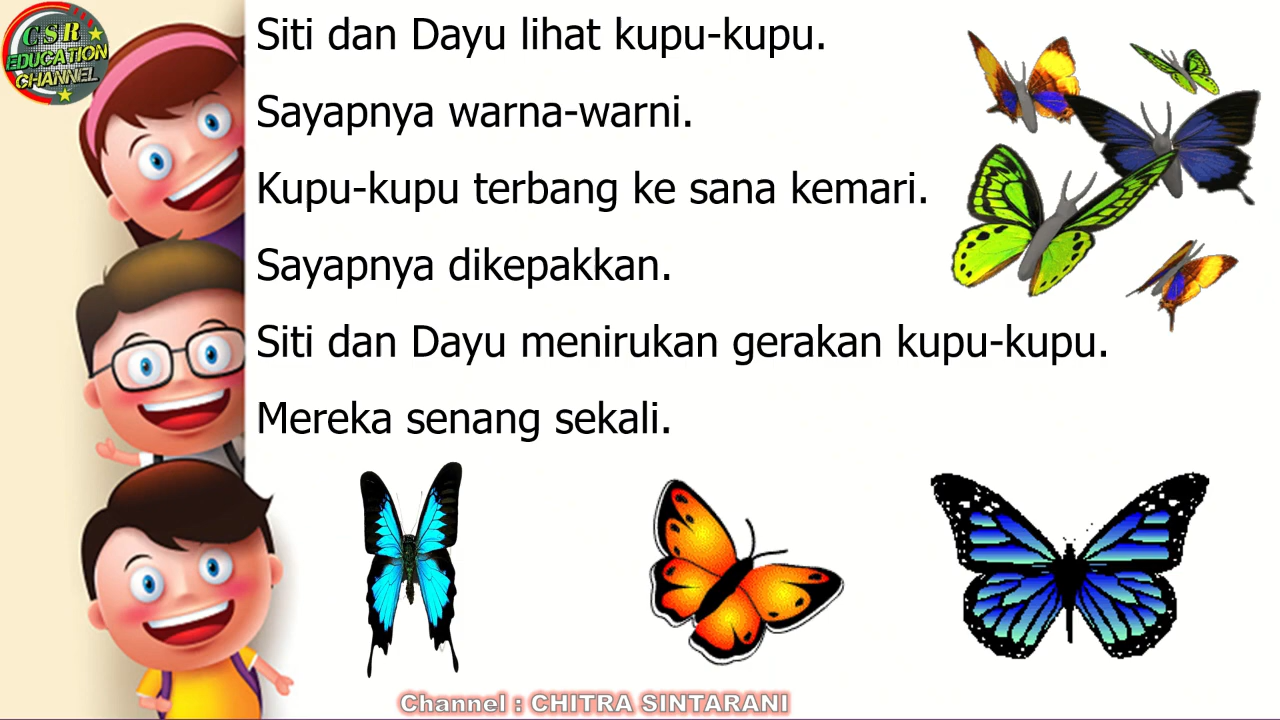 CSR
EDUCATION
CHANNEL
Siti dan Dayu lihat kupu-kupu.
Sayapnya warna-warni.
Kupu-kupu terbang ke sana kemari.
Sayapnya dikepakkan.
Siti dan Dayu menirukan gerakan kupu-kupu.
Mereka senang sekali.
Channel : CHITRA SINTARANI